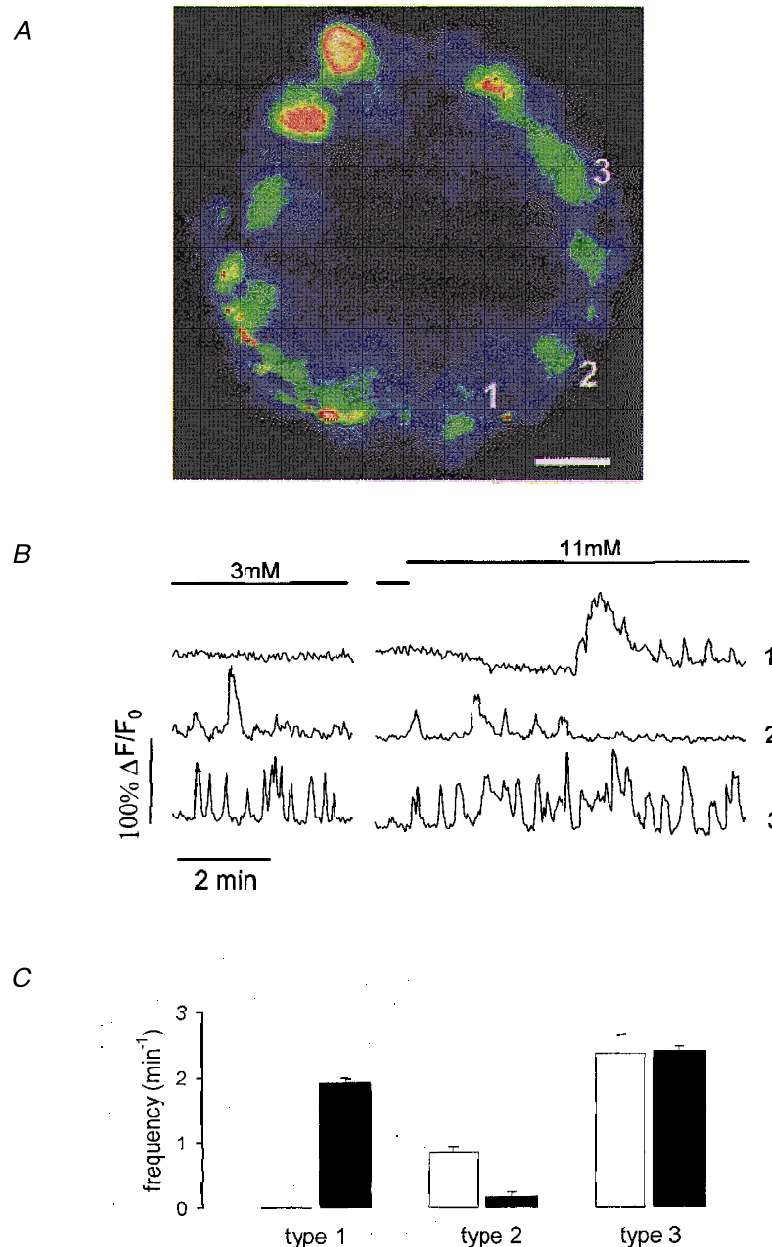 A
3
2
1
B
3mM
11mM
1
2
3
100% ΔF/F₀
2 min
C
frequency (min⁻¹)
3
2
1
0
type 1
type 2
type 3